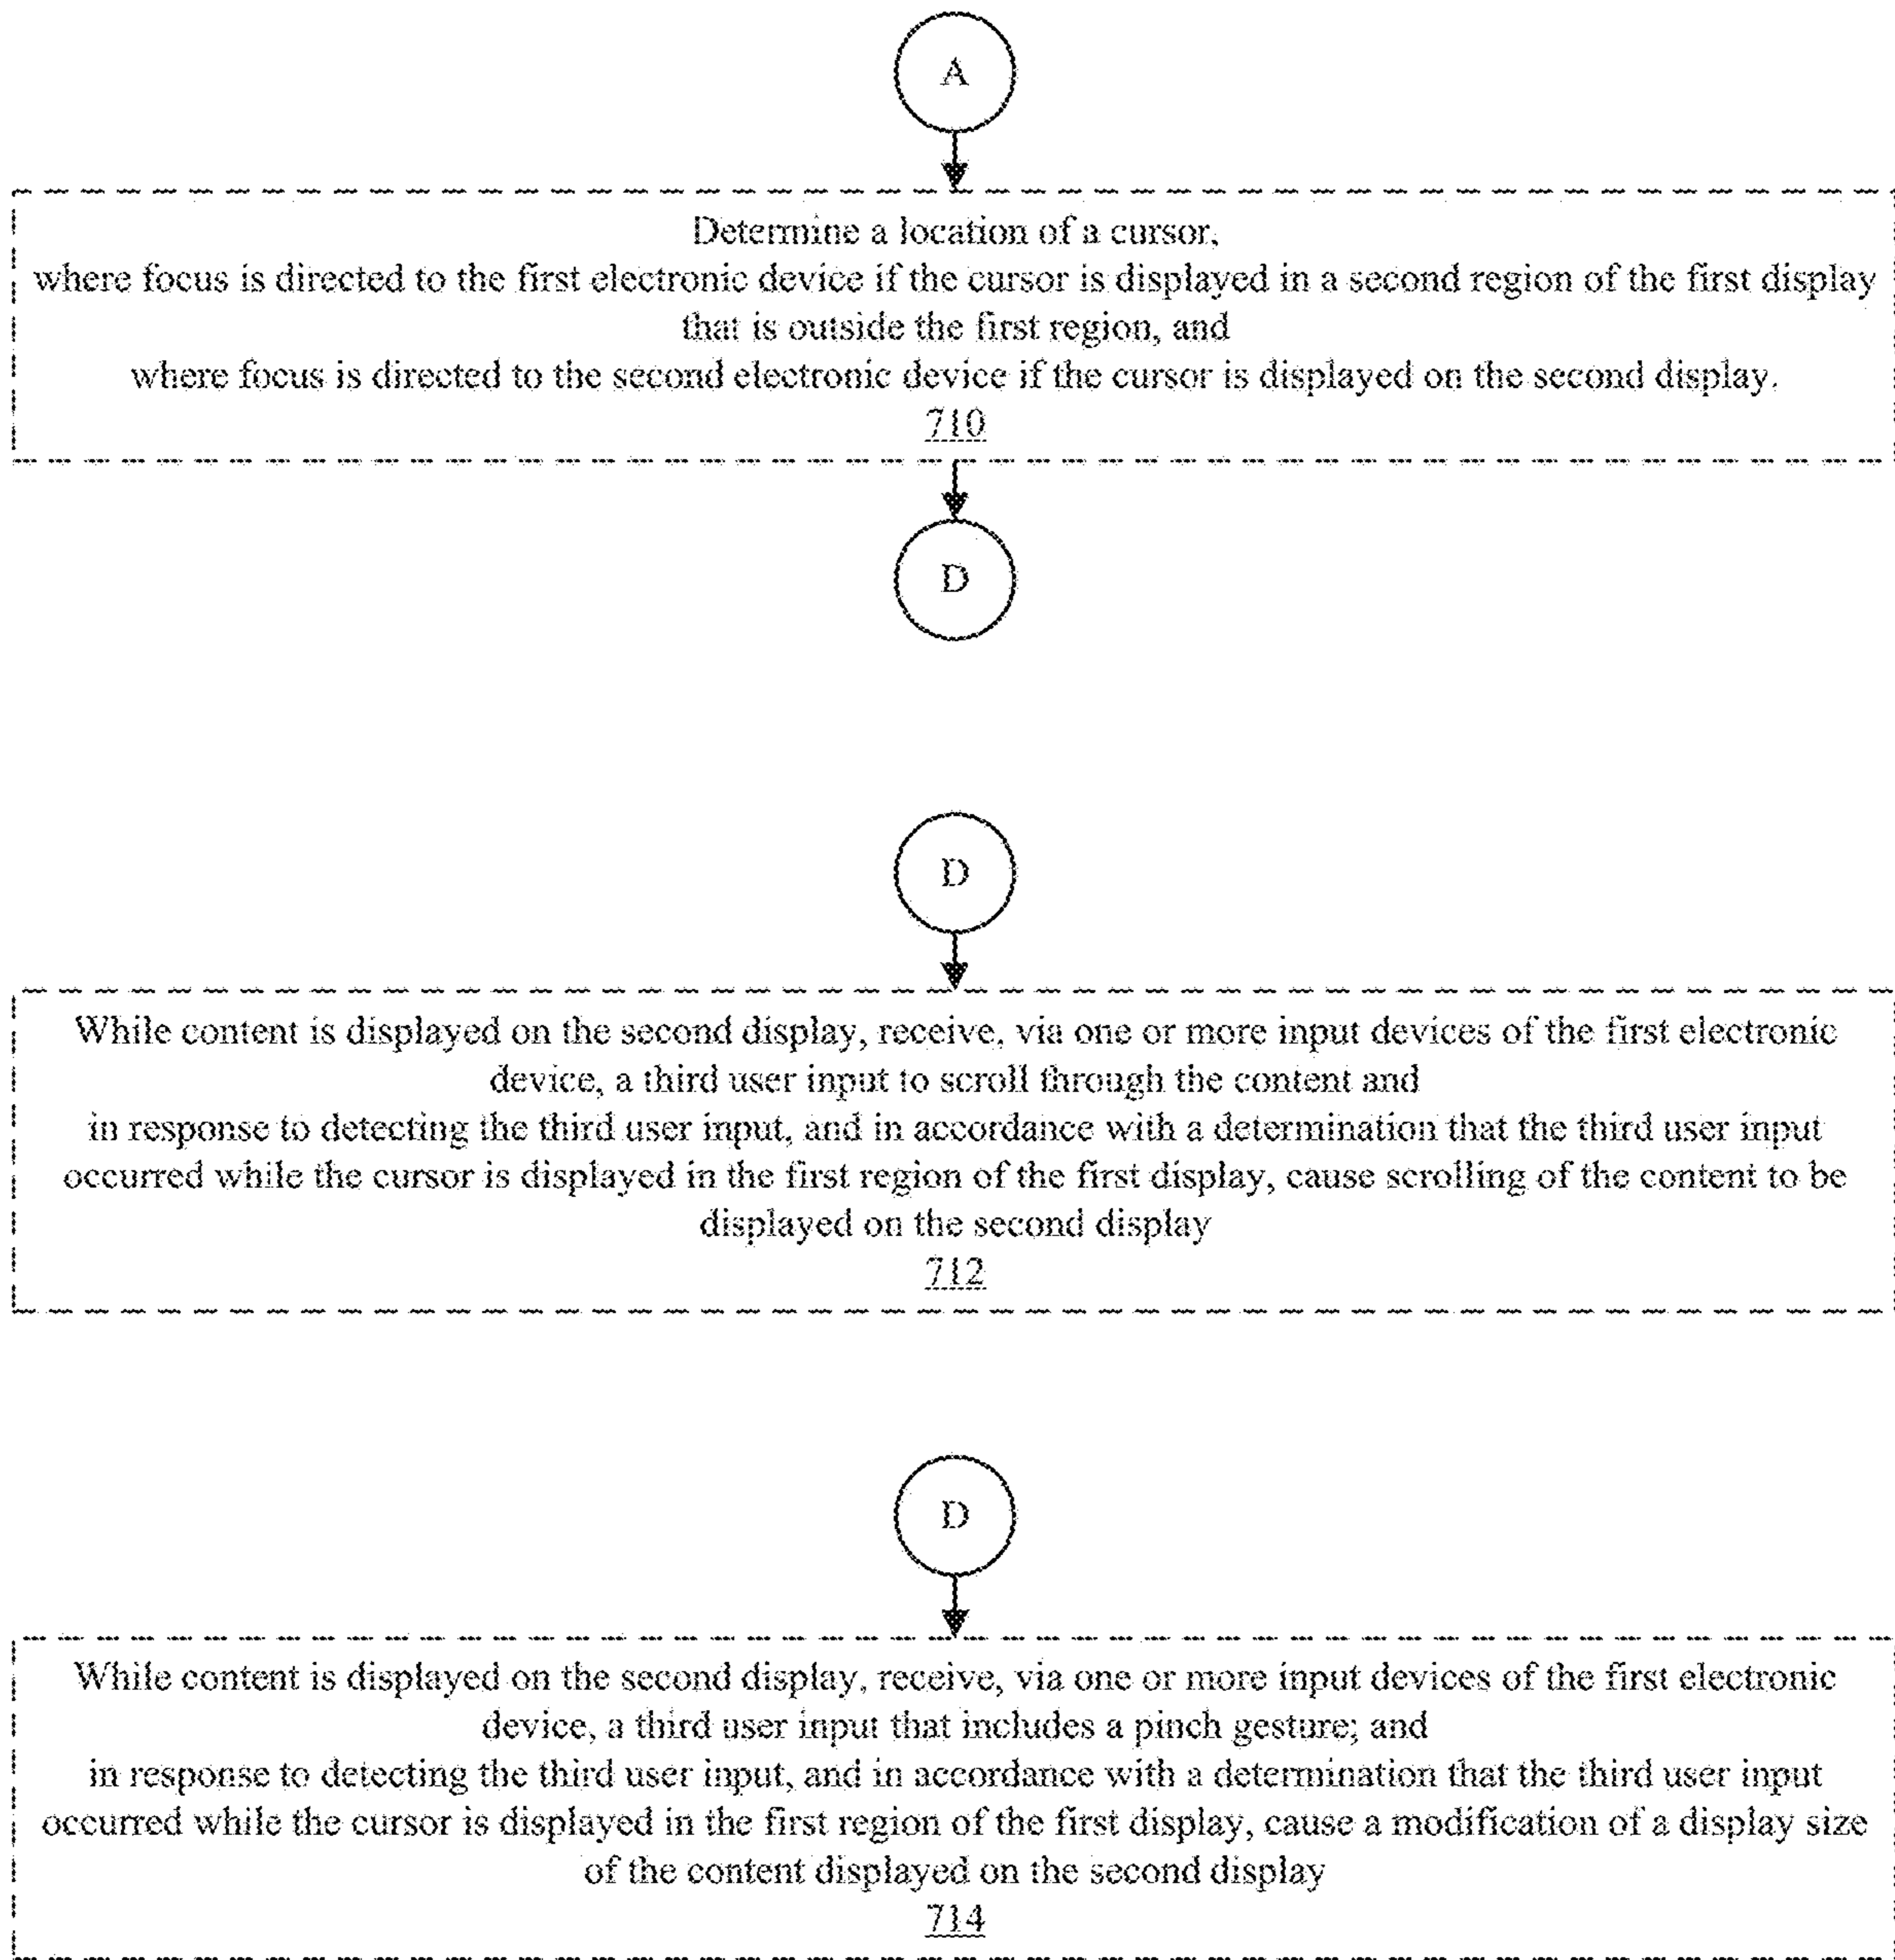 A
Determine a location of a cursor,
where focus is directed to the first electronic device if the cursor is displayed in a second region of the first display
that is outside the first region, and
where focus is directed to the second electronic device if the cursor is displayed on the second display.
710
D
D
While content is displayed on the second display, receive, via one or more input devices of the first electronic
device, a third user input to scroll through the content and
in response to detecting the third user input, and in accordance with a determination that the third user input
occurred while the cursor is displayed in the first region of the first display, cause scrolling of the content to be
displayed on the second display
712
D
While content is displayed on the second display, receive, via one or more input devices of the first electronic
device, a third user input that includes a pinch gesture; and
in response to detecting the third user input, and in accordance with a determination that the third user input
occurred while the cursor is displayed in the first region of the first display, cause a modification of a display size
of the content displayed on the second display
714